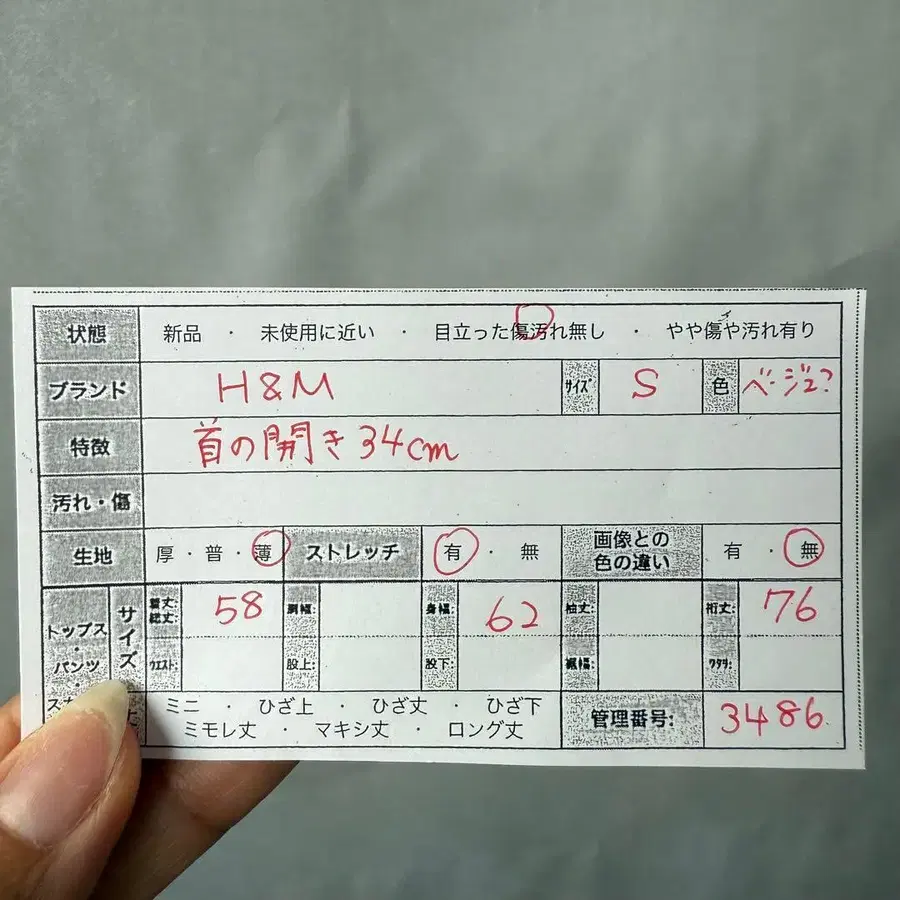 状態 新品 ・ 未使用に近い ・ 目立った傷汚れ無し ・ やや傷や汚れ有り
ブランド H&M サイズ S 色 ベージュ?
特徴 首の開き34cm
汚れ・傷
生地 厚・普・薄 ストレッチ 有 ・ 無 画像との色の違い 有 ・ 無
トップス・パンツ・ サイズ 着丈:総丈: 58 胴幅: 身幅: 62 袖丈: 裄丈: 76
ウエスト: 股上: 股下: 裾幅: ワタリ:
ミニ ・ ひざ上 ・ ひざ丈 ・ ひざ下
ミモレ丈 ・ マキシ丈 ・ ロング丈
管理番号: 3486